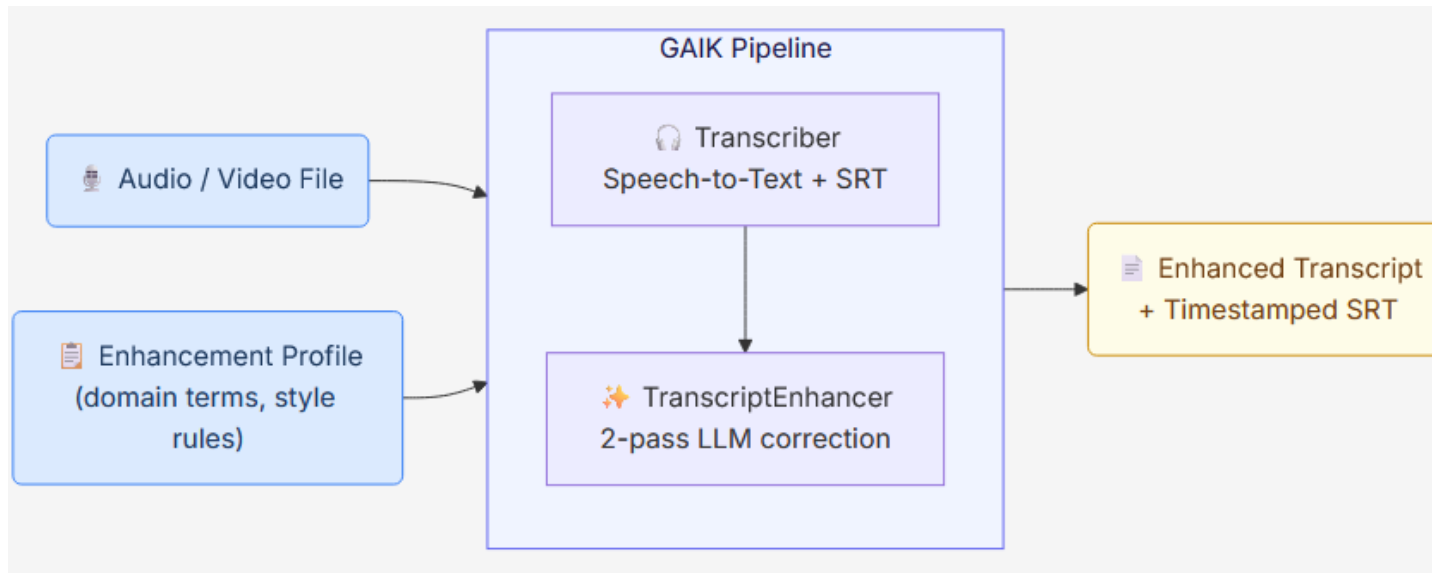 GAIK Pipeline
Transcriber
Speech-to-Text + SRT
Audio / Video File
Enhanced Transcript
+ Timestamped SRT
Enhancement Profile
(domain terms, style
rules)
TranscriptEnhancer
2-pass LLM correction